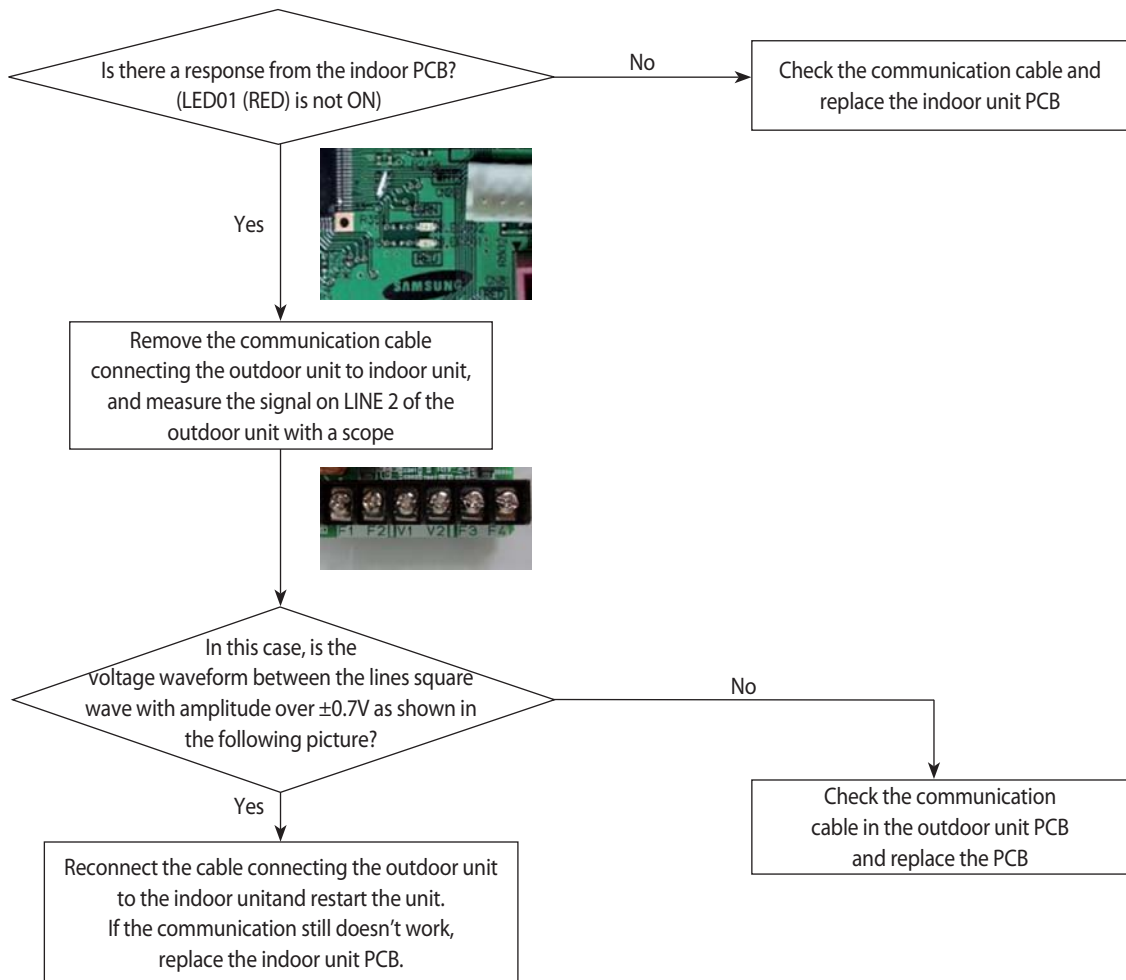 Is there a response from the indoor PCB?
(LED01 (RED) is not ON)
No
Check the communication cable and
replace the indoor unit PCB
Yes
SAMSUNG
Remove the communication cable
connecting the outdoor unit to indoor unit,
and measure the signal on LINE 2 of the
outdoor unit with a scope
F1 F2 V1 V2 F3 F4
In this case, is the
voltage waveform between the lines square
wave with amplitude over ±0.7V as shown in
the following picture?
No
Yes
Check the communication
cable in the outdoor unit PCB
and replace the PCB
Reconnect the cable connecting the outdoor unit
to the indoor unitand restart the unit.
If the communication still doesn’t work,
replace the indoor unit PCB.